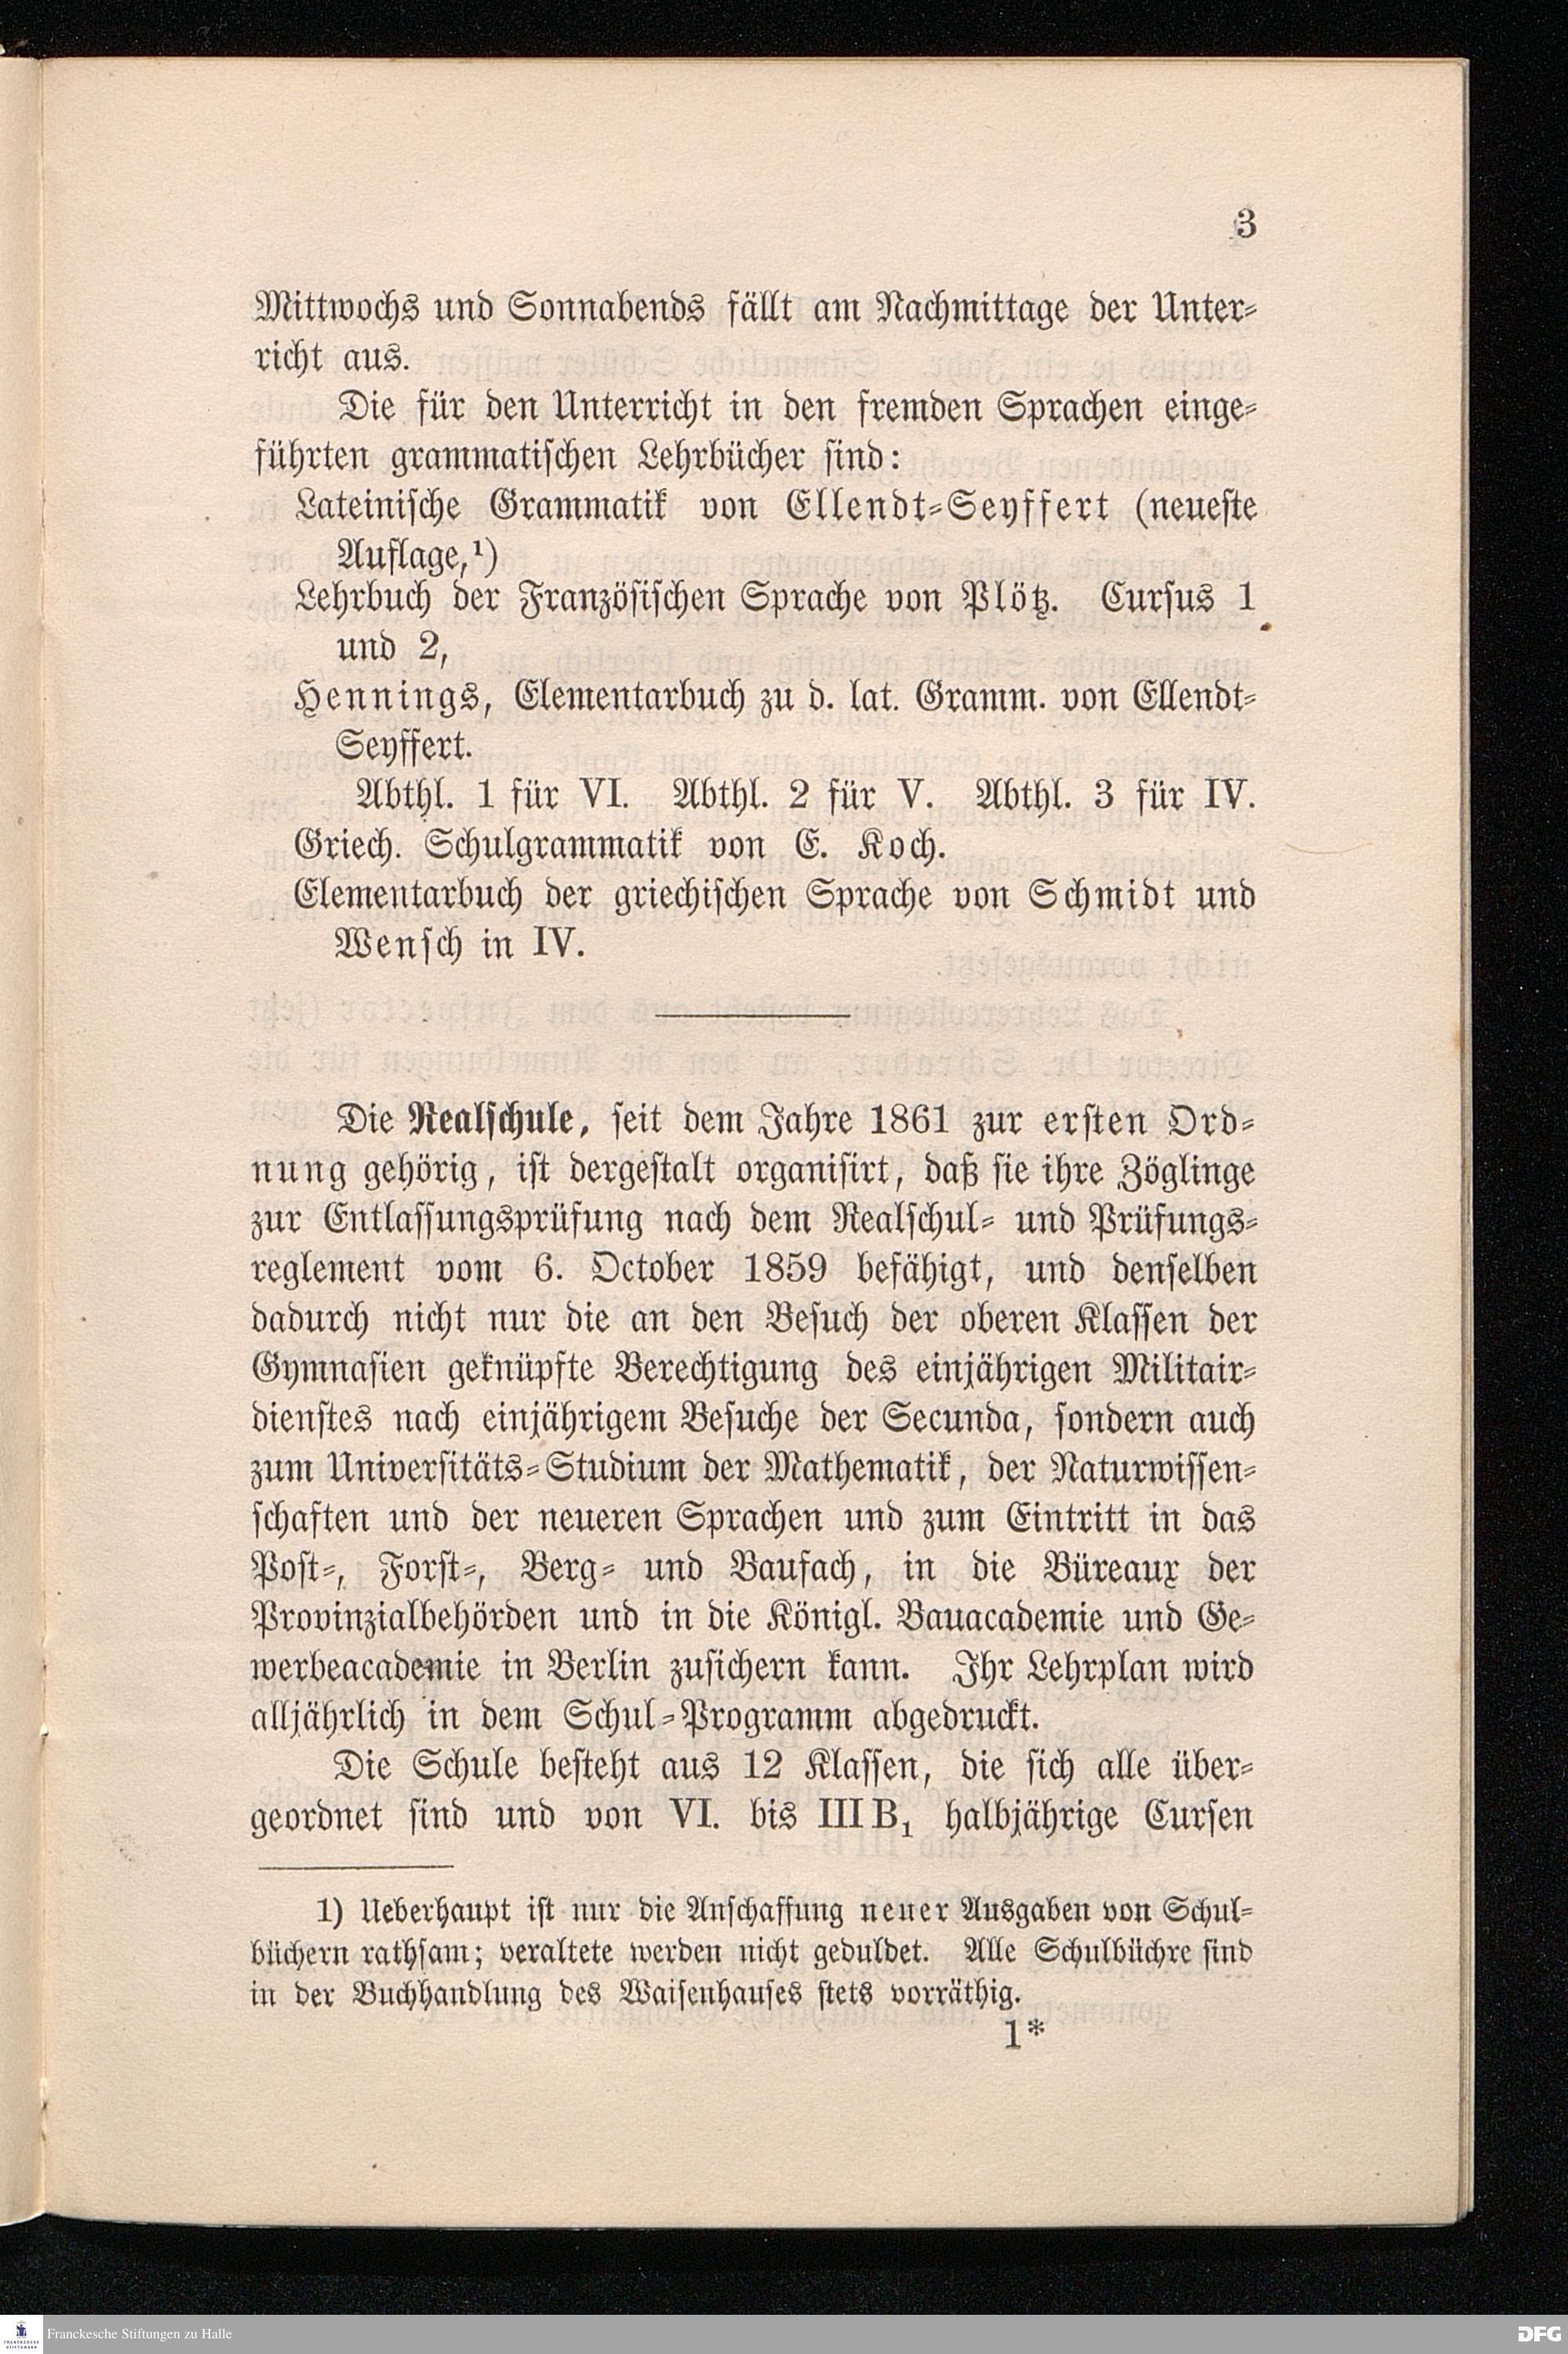 3
Mittwochs und Sonnabends fällt am Nachmittage der Unter-
richt aus.
Die für den Unterricht in den fremden Sprachen einge-
führten grammatischen Lehrbücher sind:
Lateinische Grammatik von Ellendt-Seyffert (neueste
Auflage,¹)
Lehrbuch der Französischen Sprache von Plötz. Cursus 1
und 2,
Hennings, Elementarbuch zu d. lat. Gramm. von Ellendt-
Seyffert.
Abthl. 1 für VI. Abthl. 2 für V. Abthl. 3 für IV.
Griech. Schulgrammatik von E. Koch.
Elementarbuch der griechischen Sprache von Schmidt und
Wensch in IV.
Die Realschule, seit dem Jahre 1861 zur ersten Ord-
nung gehörig, ist dergestalt organisirt, daß sie ihre Zöglinge
zur Entlassungsprüfung nach dem Realschul- und Prüfungs-
reglement vom 6. October 1859 befähigt, und denselben
dadurch nicht nur die an den Besuch der oberen Klassen der
Gymnasien geknüpfte Berechtigung des einjährigen Militair-
dienstes nach einjährigem Besuche der Secunda, sondern auch
zum Universitäts-Studium der Mathematik, der Naturwissen-
schaften und der neueren Sprachen und zum Eintritt in das
Post-, Forst-, Berg- und Baufach, in die Büreaux der
Provinzialbehörden und in die Königl. Bauacademie und Ge-
werbeacademie in Berlin zusichern kann. Ihr Lehrplan wird
alljährlich in dem Schul-Programm abgedruckt.
Die Schule besteht aus 12 Klassen, die sich alle über-
geordnet sind und von VI. bis III B₁ halbjährige Cursen
1) Ueberhaupt ist nur die Anschaffung neuer Ausgaben von Schul-
büchern rathsam; veraltete werden nicht geduldet. Alle Schulbüchre sind
in der Buchhandlung des Waisenhauses stets vorräthig.
1*
FRANCKESCHE
STIFTUNGEN
Franckesche Stiftungen zu Halle
DFG